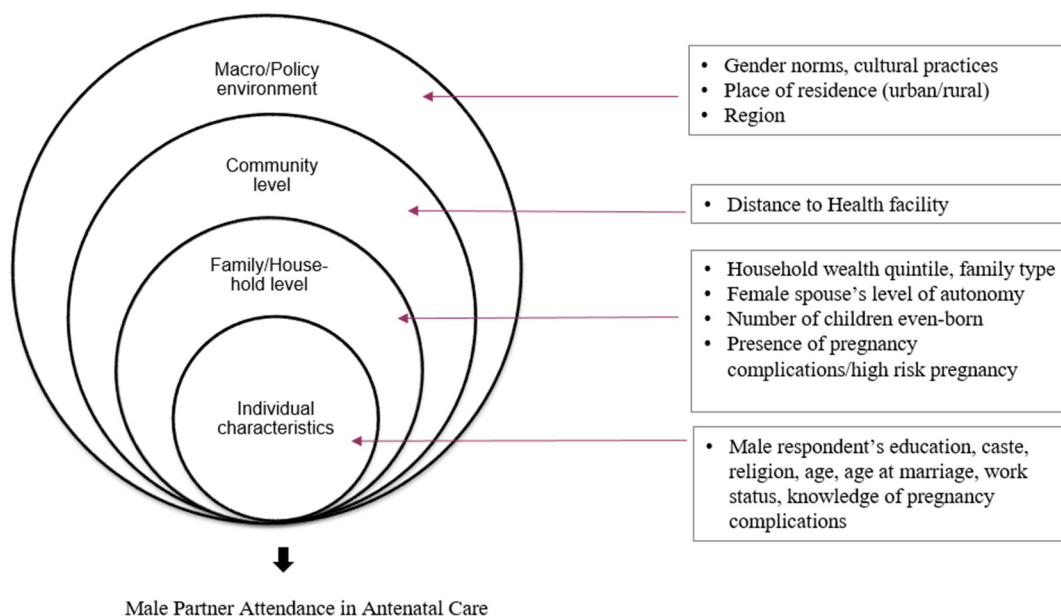 Macro/Policy
environment
• Gender norms, cultural practices
• Place of residence (urban/rural)
• Region
Community
level
• Distance to Health facility
Family/House-
hold level
• Household wealth quintile, family type
• Female spouse’s level of autonomy
• Number of children even-born
• Presence of pregnancy
complications/high risk pregnancy
Individual
characteristics
• Male respondent’s education, caste,
religion, age, age at marriage, work
status, knowledge of pregnancy
complications
Male Partner Attendance in Antenatal Care